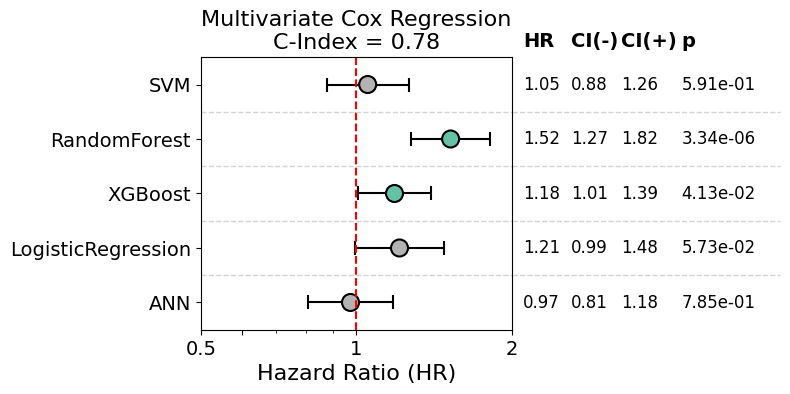 Multivariate Cox Regression
C-Index = 0.78
HR CI(-) CI(+) p
SVM 1.05 0.88 1.26 5.91e-01
RandomForest 1.52 1.27 1.82 3.34e-06
XGBoost 1.18 1.01 1.39 4.13e-02
LogisticRegression 1.21 0.99 1.48 5.73e-02
ANN 0.97 0.81 1.18 7.85e-01
0.5 1 2
Hazard Ratio (HR)